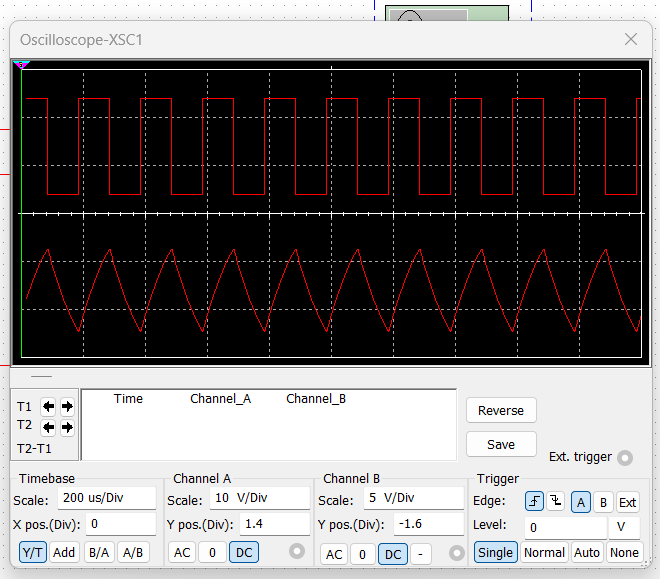 Oscilloscope-XSC1
Time Channel_A Channel_B
T1
T2
T2-T1
Reverse
Save
Ext. trigger
Timebase
Scale: 200 us/Div
X pos.(Div): 0
Y/T Add B/A A/B
Channel A
Scale: 10 V/Div
Y pos.(Div): 1.4
AC 0 DC
Channel B
Scale: 5 V/Div
Y pos.(Div): -1.6
AC 0 DC -
Trigger
Edge: A B Ext
Level: 0 V
Single Normal Auto None